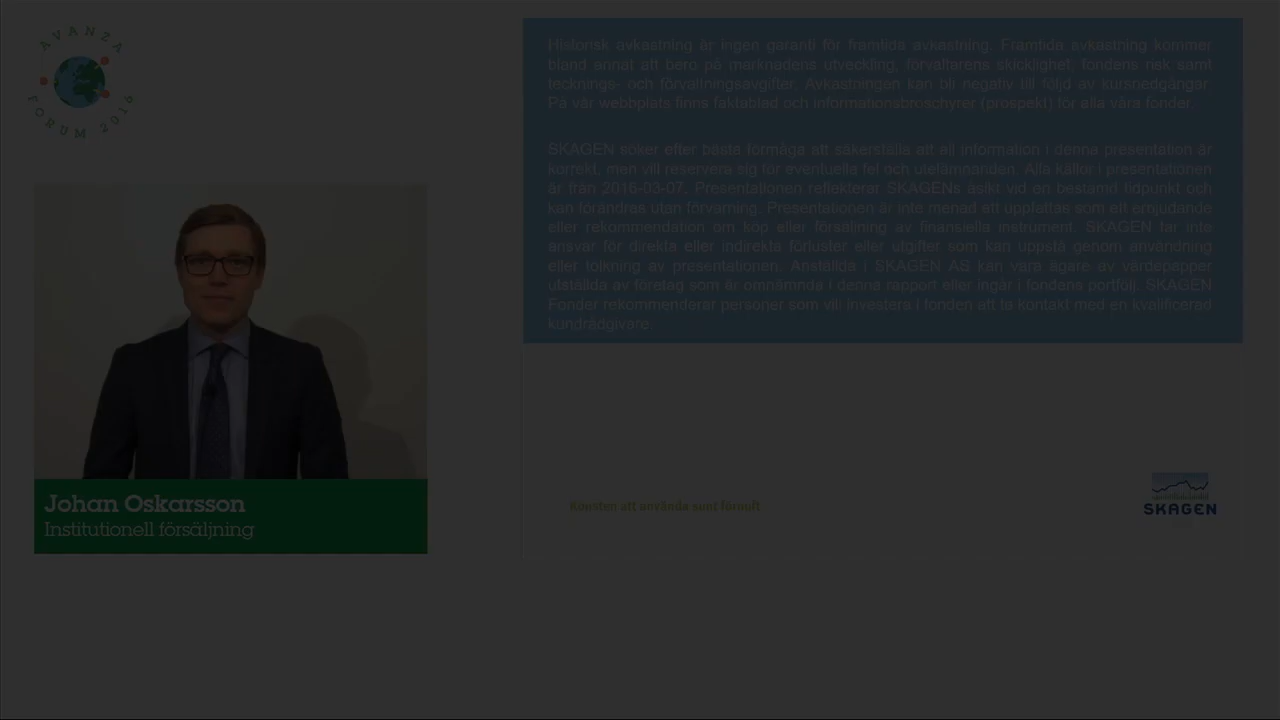 AVANZA
FORUM 2016
Historisk avkastning är ingen garanti för framtida avkastning. Framtida avkastning kommer
bland annat att bero på marknadens utveckling, förvaltarens skicklighet, fondens risk samt
tecknings- och förvaltningsavgifter. Avkastningen kan bli negativ till följd av kursnedgångar.
På vår webbplats finns faktablad och informationsbroschyrer (prospekt) för alla våra fonder.
SKAGEN söker efter bästa förmåga att säkerställa att all information i denna presentation är
korrekt, men vill reservera sig för eventuella fel och utelämnanden. Alla källor i presentationen
är från 2016-03-07. Presentationen reflekterar SKAGENs åsikt vid en bestämd tidpunkt och
kan förändras utan förvarning. Presentationen är inte menad att uppfattas som ett erbjudande
eller rekommendation om köp eller försäljning av finansiella instrument. SKAGEN tar inte
ansvar för direkta eller indirekta förluster eller utgifter som kan uppstå genom användning
eller tolkning av presentationen. Anställda i SKAGEN AS kan vara ägare av värdepapper
utställda av företag som är omnämnda i denna rapport eller ingår i fondens portfölj. SKAGEN
Fonder rekommenderar personer som vill investera i fonden att ta kontakt med en kvalificerad
kundrådgivare.
Johan Oskarsson
Institutionell försäljning
Konsten att använda sunt förnuft
SKAGEN